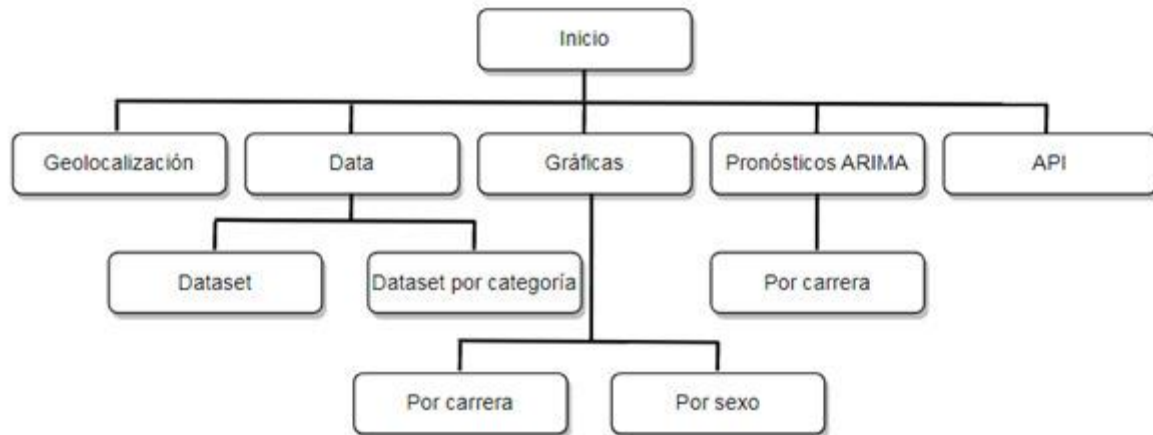 Inicio
Geolocalización
Data
Gráficas
Pronósticos ARIMA
API
Dataset
Dataset por categoría
Por carrera
Por carrera
Por sexo